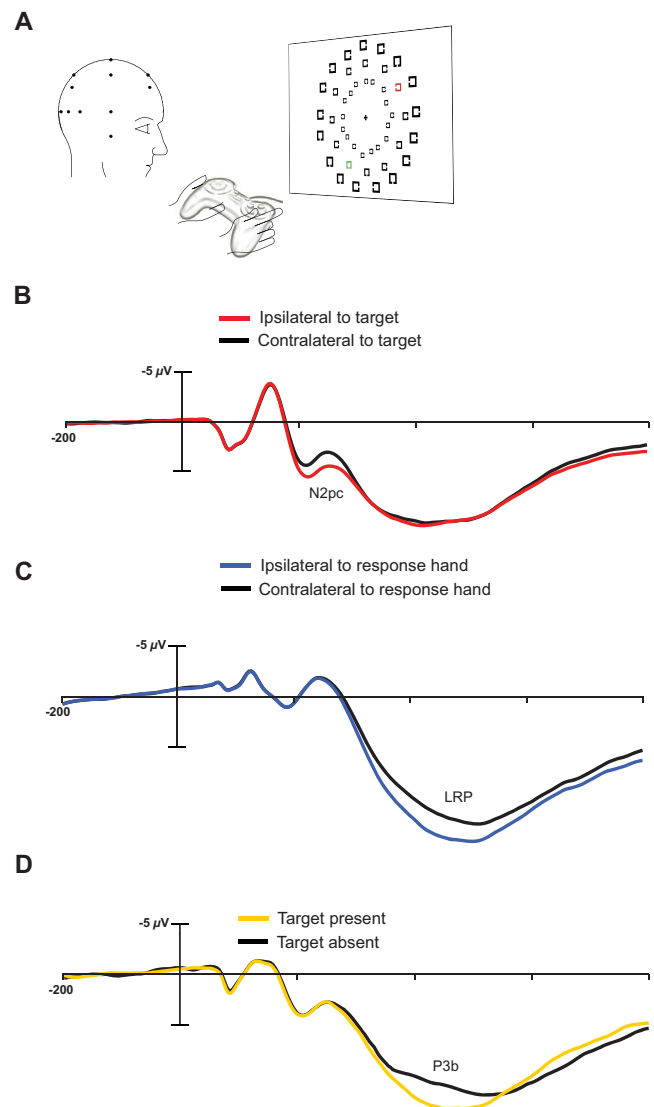 A
B
Ipsilateral to target
Contralateral to target
-5 µV
-200
N2pc
C
Ipsilateral to response hand
Contralateral to response hand
-5 µV
-200
LRP
D
Target present
Target absent
-5 µV
-200
P3b